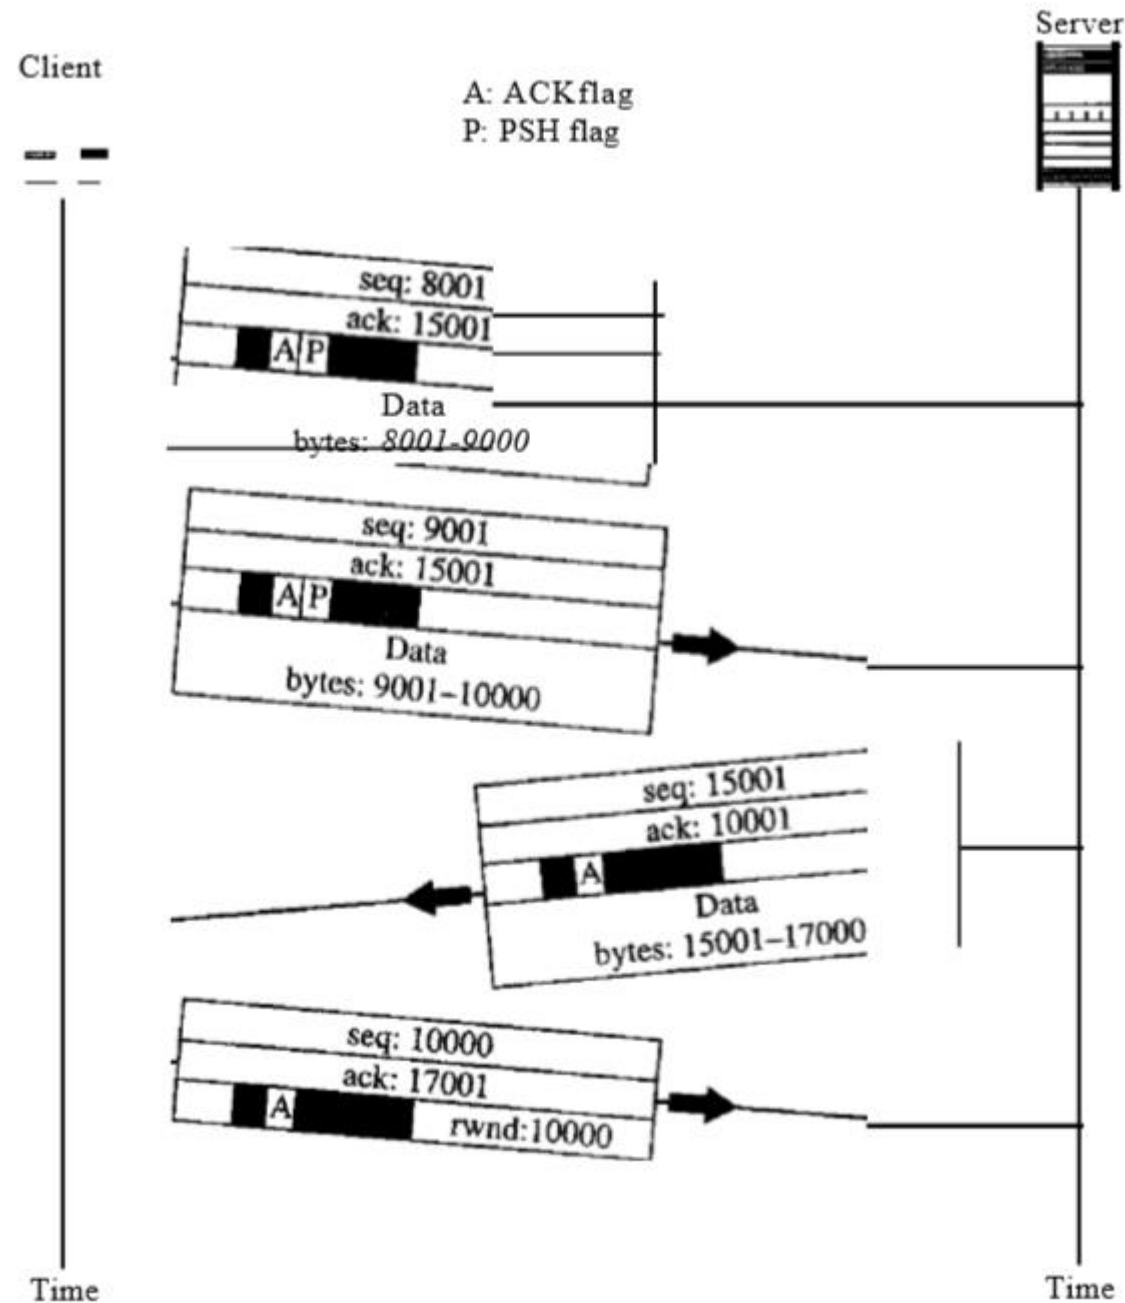 Server
Client
A: ACKflag
P: PSH flag
seq: 8001
ack: 15001
A P
Data
bytes: 8001-9000
seq: 9001
ack: 15001
A P
Data
bytes: 9001–10000
seq: 15001
ack: 10001
A
Data
bytes: 15001–17000
seq: 10000
ack: 17001
A
rwnd:10000
Time
Time